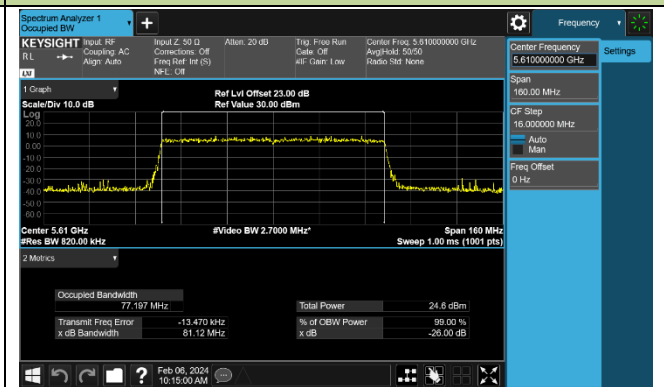 Spectrum Analyzer 1
Occupied BW
Frequency
KEYSIGHT
RL
Input: RF
Coupling: AC
Align: Auto
Input Z: 50 Ω
Corrections: Off
Freq Ref: Int (S)
NFE: Off
Atten: 20 dB
Trig: Free Run
Gate: Off
#IF Gain: Low
Center Freq: 5.610000000 GHz
Avg|Hold: 50/50
Radio Std: None
LXI
Center Frequency
5.610000000 GHz
Settings
Span
160.00 MHz
CF Step
16.000000 MHz
Auto
Man
Freq Offset
0 Hz
1 Graph
Scale/Div 10.0 dB
Ref Lvl Offset 23.00 dB
Ref Value 30.00 dBm
Log
20.0
10.0
0.00
-10.0
-20.0
-30.0
-40.0
-50.0
-60.0
Center 5.61 GHz
#Video BW 2.7000 MHz*
Span 160 MHz
#Res BW 820.00 kHz
Sweep 1.00 ms (1001 pts)
2 Metrics
Occupied Bandwidth
77.197 MHz
Total Power 24.6 dBm
Transmit Freq Error -13.470 kHz
% of OBW Power 99.00 %
x dB Bandwidth 81.12 MHz
x dB -26.00 dB
Feb 06, 2024
10:15:00 AM